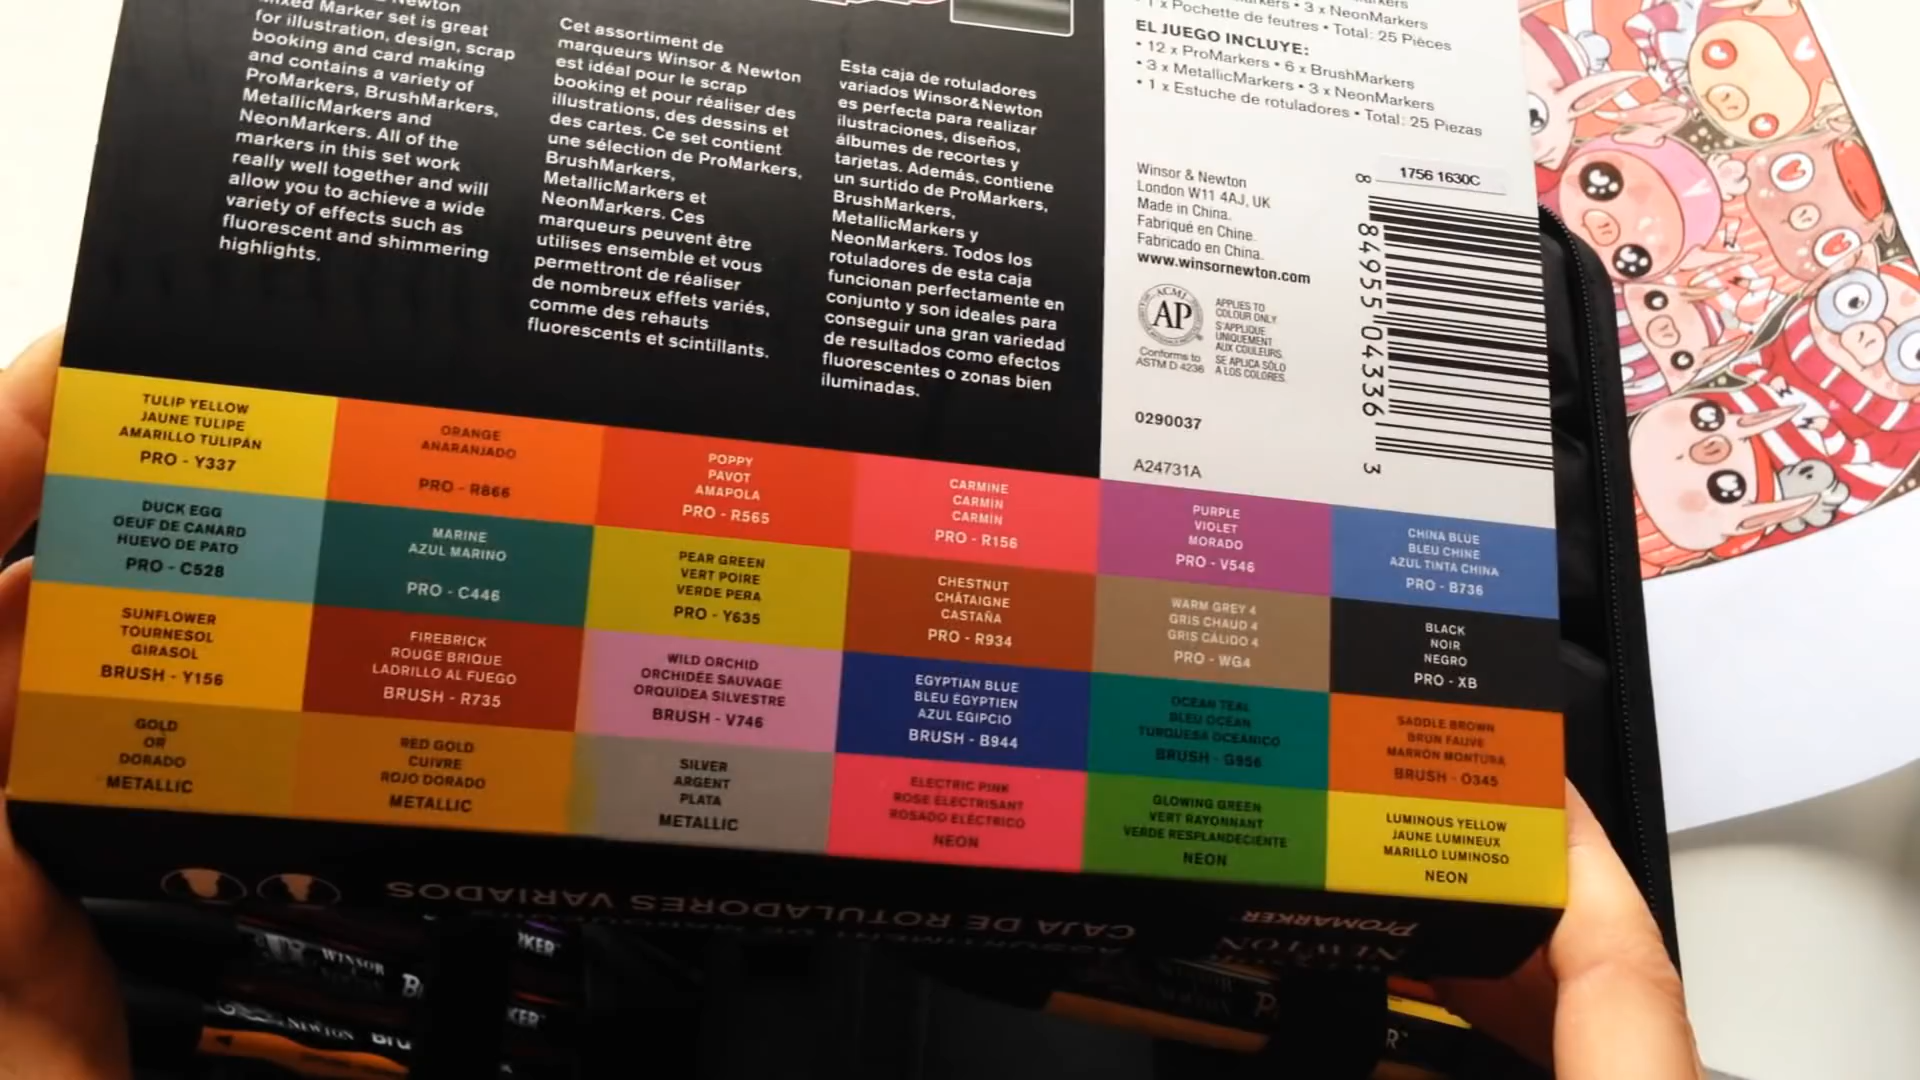 Newton
Mixed Marker set is great
for illustration, design, scrap
booking and card making
and contains a variety of
ProMarkers, BrushMarkers,
MetallicMarkers and
NeonMarkers. All of the
markers in this set work
really well together and will
allow you to achieve a wide
variety of effects such as
fluorescent and shimmering
highlights.
Cet assortiment de
marqueurs Winsor & Newton
est idéal pour le scrap
booking et pour réaliser des
illustrations, des dessins et
des cartes. Ce set contient
une sélection de ProMarkers,
BrushMarkers,
MetallicMarkers et
NeonMarkers. Ces
marqueurs peuvent être
utilises ensemble et vous
permettront de réaliser
de nombreux effets variés,
comme des rehauts
fluorescents et scintillants.
Esta caja de rotuladores
variados Winsor&Newton
es perfecta para realizar
ilustraciones, diseños,
álbumes de recortes y
tarjetas. Además, contiene
un surtido de ProMarkers,
BrushMarkers,
MetallicMarkers y
NeonMarkers. Todos los
rotuladores de esta caja
funcionan perfectamente en
conjunto y son ideales para
conseguir una gran variedad
de resultados como efectos
fluorescentes o zonas bien
iluminadas.
• 3 x NeonMarkers
• 1 x Pochette de feutres • Total: 25 Pièces
EL JUEGO INCLUYE:
• 12 x ProMarkers • 6 x BrushMarkers
• 3 x MetallicMarkers • 3 x NeonMarkers
• 1 x Estuche de rotuladores • Total: 25 Piezas
Winsor & Newton
London W11 4AJ, UK
Made in China.
Fabriqué en Chine.
Fabricado en China.
www.winsornewton.com
ACMI
AP
Conforms to
ASTM D 4236
APPLIES TO
COLOUR ONLY.
S'APPLIQUE
UNIQUEMENT
AUX COULEURS.
SE APLICA SÓLO
A LOS COLORES.
0290037
A24731A
1756 1630C
8 84955 04336 3
TULIP YELLOW
JAUNE TULIPE
AMARILLO TULIPÁN
PRO - Y337
ORANGE
ANARANJADO
PRO - R866
POPPY
PAVOT
AMAPOLA
PRO - R565
CARMINE
CARMIN
CARMÍN
PRO - R156
PURPLE
VIOLET
MORADO
PRO - V546
CHINA BLUE
BLEU CHINE
AZUL TINTA CHINA
PRO - B736
DUCK EGG
OEUF DE CANARD
HUEVO DE PATO
PRO - C528
MARINE
AZUL MARINO
PRO - C446
PEAR GREEN
VERT POIRE
VERDE PERA
PRO - Y635
CHESTNUT
CHÂTAIGNE
CASTAÑA
PRO - R934
WARM GREY 4
GRIS CHAUD 4
GRIS CÁLIDO 4
PRO - WG4
BLACK
NOIR
NEGRO
PRO - XB
SUNFLOWER
TOURNESOL
GIRASOL
BRUSH - Y156
FIREBRICK
ROUGE BRIQUE
LADRILLO AL FUEGO
BRUSH - R735
WILD ORCHID
ORCHIDÉE SAUVAGE
ORQUÍDEA SILVESTRE
BRUSH - V746
EGYPTIAN BLUE
BLEU EGYPTIEN
AZUL EGIPCIO
BRUSH - B944
OCEAN TEAL
BLEU OCÉAN
TURQUESA OCEÁNICO
BRUSH - G956
SADDLE BROWN
BRUN FAUVE
MARRÓN MONTURA
BRUSH - O345
GOLD
OR
DORADO
METALLIC
RED GOLD
CUIVRE
ROJO DORADO
METALLIC
SILVER
ARGENT
PLATA
METALLIC
ELECTRIC PINK
ROSE ELECTRISANT
ROSADO ELÉCTRICO
NEON
GLOWING GREEN
VERT RAYONNANT
VERDE RESPLANDECIENTE
NEON
LUMINOUS YELLOW
JAUNE LUMINEUX
MARILLO LUMINOSO
NEON
PROMARKER
NEWTON
CAJA DE ROTULADORES VARIADOS
WINSOR
NEWTON